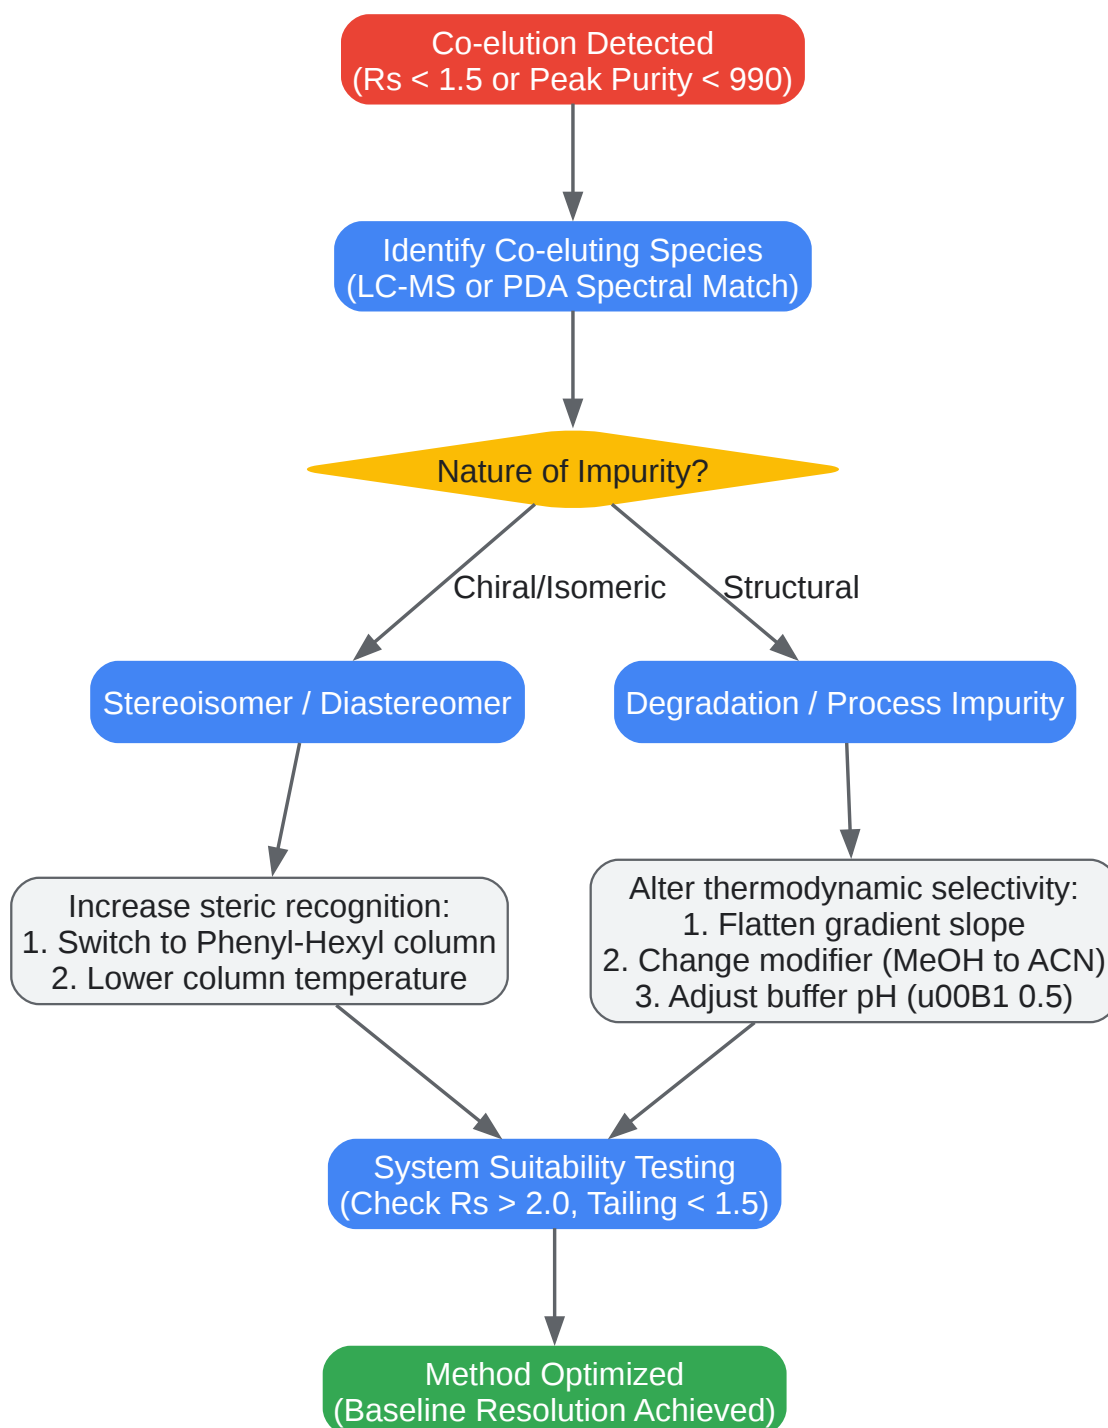 Co-elution Detected
(Rs < 1.5 or Peak Purity < 990)
Identify Co-eluting Species
(LC-MS or PDA Spectral Match)
Nature of Impurity?
Chiral/Isomeric
Structural
Stereoisomer / Diastereomer
Degradation / Process Impurity
Increase steric recognition:
1. Switch to Phenyl-Hexyl column
2. Lower column temperature
Alter thermodynamic selectivity:
1. Flatten gradient slope
2. Change modifier (MeOH to ACN)
3. Adjust buffer pH (u00B1 0.5)
System Suitability Testing
(Check Rs > 2.0, Tailing < 1.5)
Method Optimized
(Baseline Resolution Achieved)